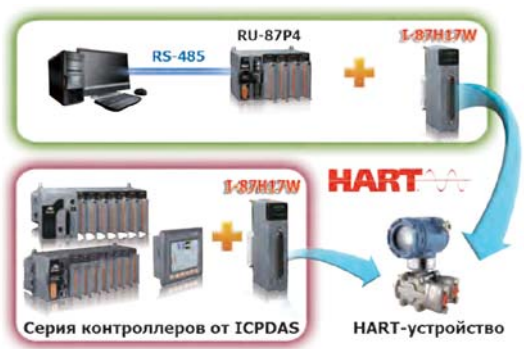 RU-87P4
I-87H17W
RS-485
I-87H17W
HART
Серия контроллеров от ICPDAS
HART-устройство